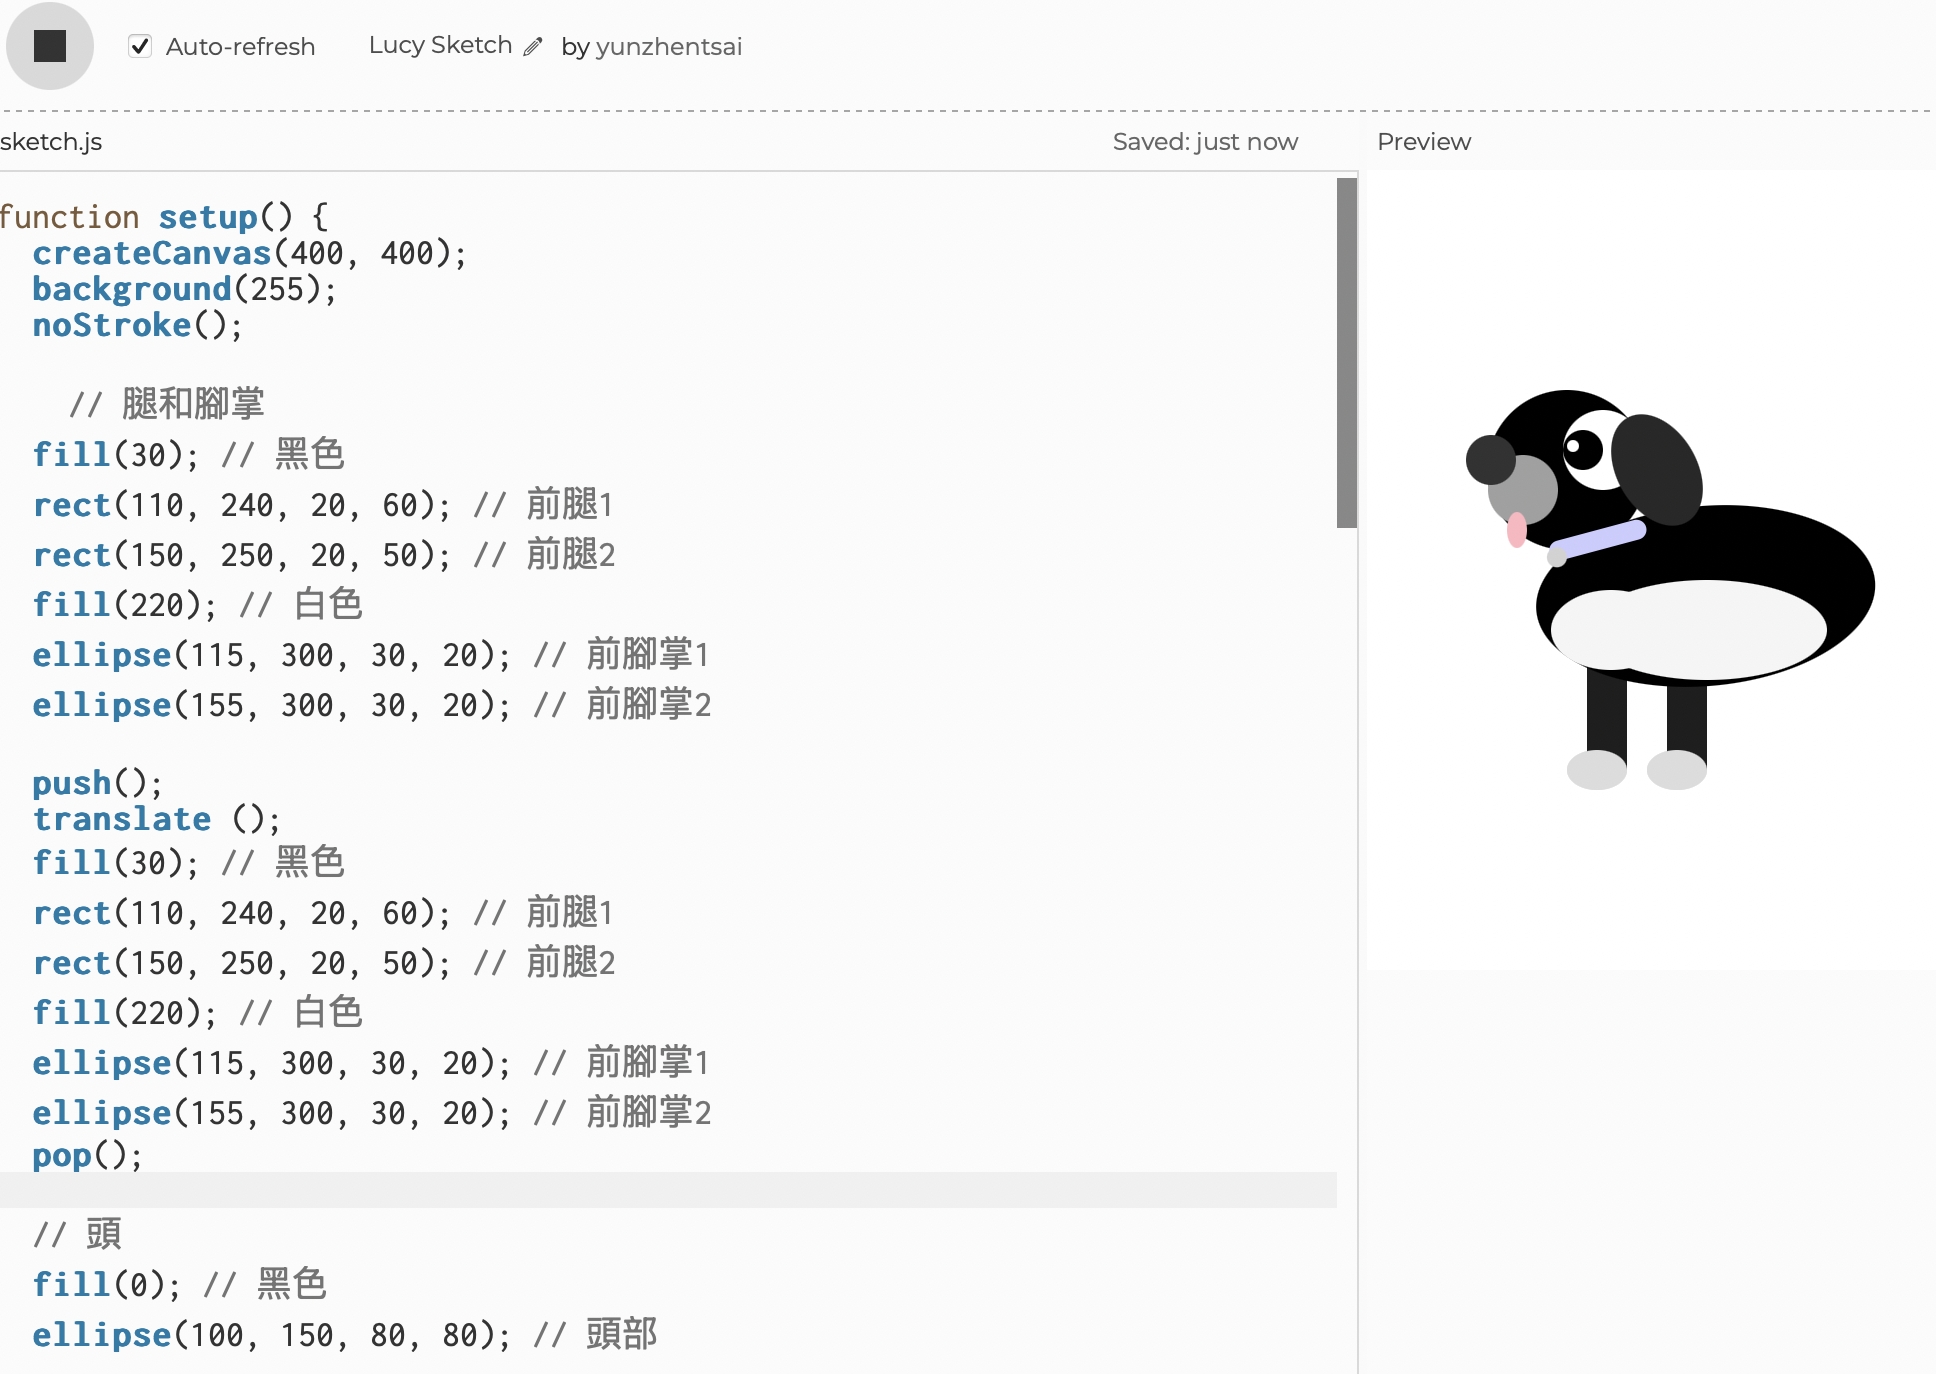 Auto-refresh Lucy Sketch by yunzhentsai
sketch.js Saved: just now Preview
function setup() {
createCanvas(400, 400);
background(255);
noStroke();
// 腿和腳掌
fill(30); // 黑色
rect(110, 240, 20, 60); // 前腿1
rect(150, 250, 20, 50); // 前腿2
fill(220); // 白色
ellipse(115, 300, 30, 20); // 前腳掌1
ellipse(155, 300, 30, 20); // 前腳掌2
push();
translate ();
fill(30); // 黑色
rect(110, 240, 20, 60); // 前腿1
rect(150, 250, 20, 50); // 前腿2
fill(220); // 白色
ellipse(115, 300, 30, 20); // 前腳掌1
ellipse(155, 300, 30, 20); // 前腳掌2
pop();
// 頭
fill(0); // 黑色
ellipse(100, 150, 80, 80); // 頭部